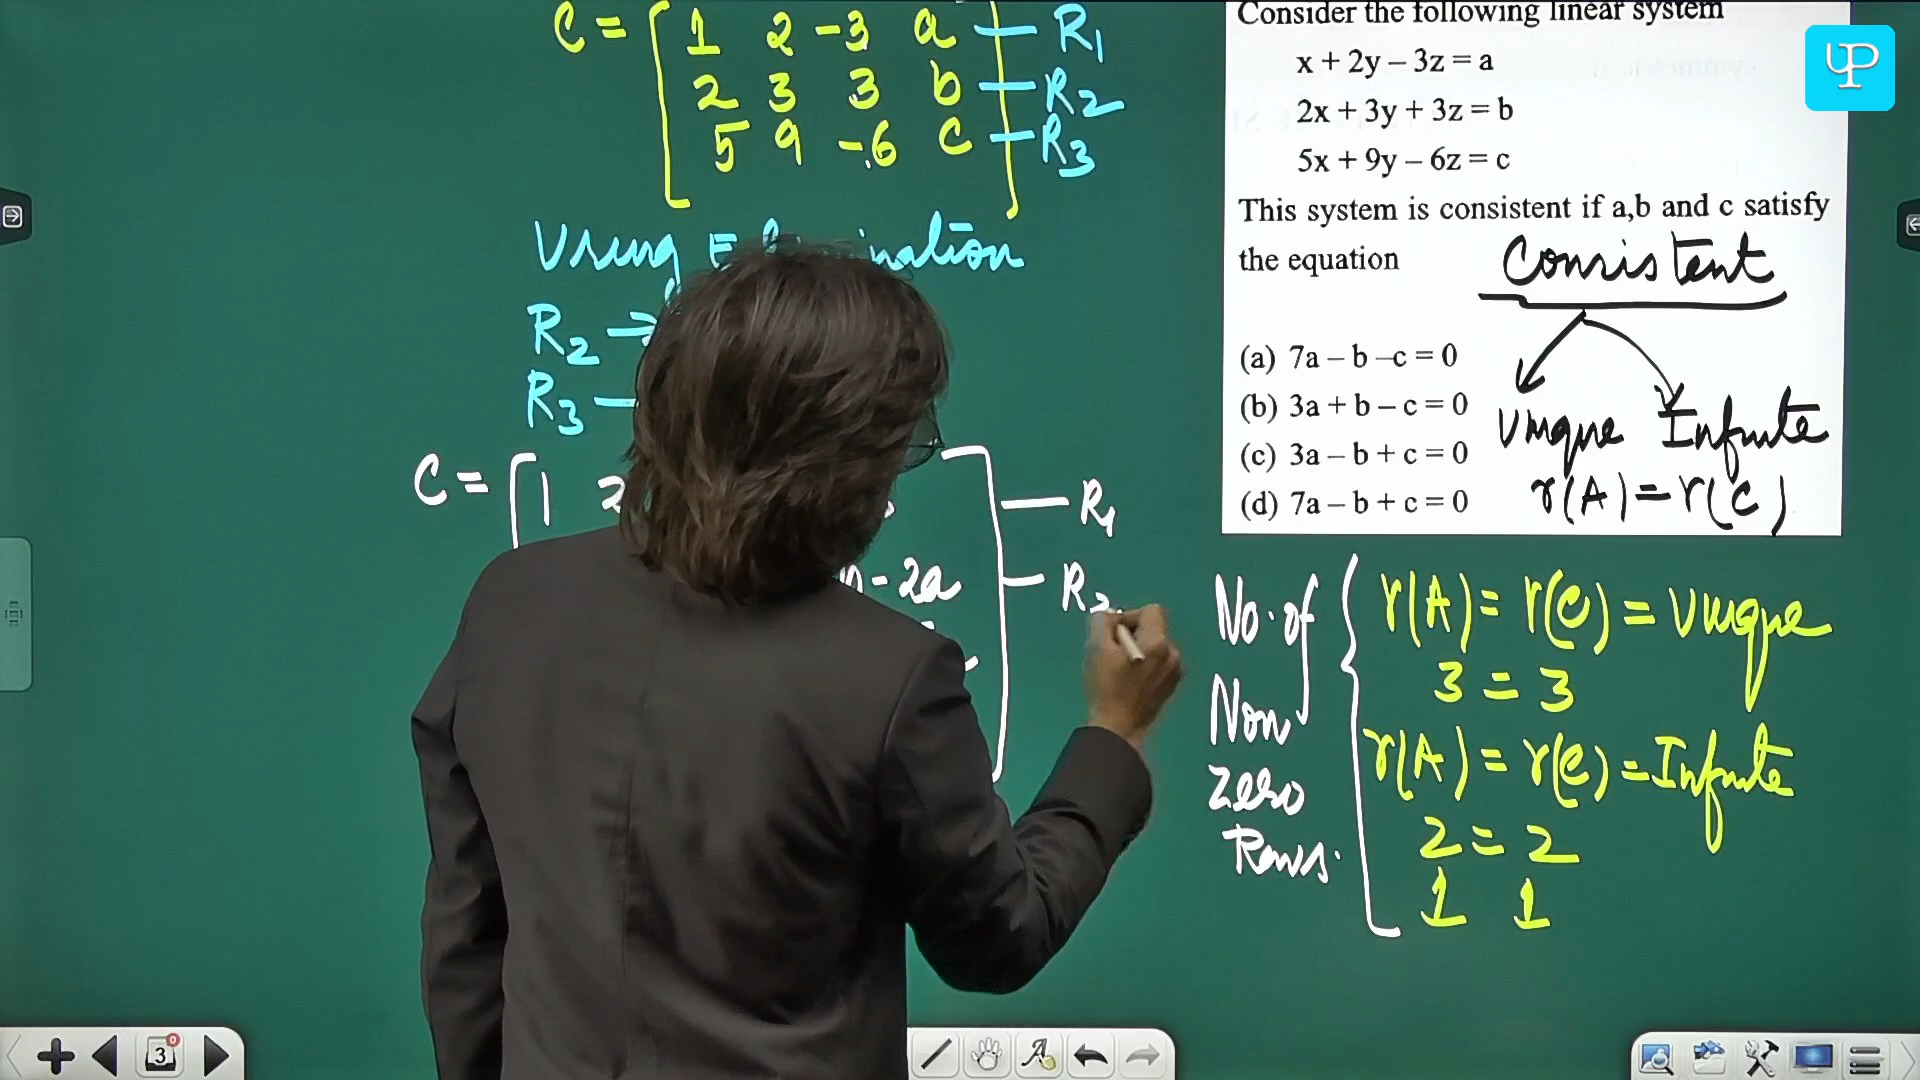 C = [ 1 2 -3 a — R1
2 3 3 b — R2
5 9 -6 c ] — R3
Using
R2 →
R3 —
C = [ 1 2 — R1
- 2a — R2
Consider the following linear system
x + 2y – 3z = a
2x + 3y + 3z = b
5x + 9y – 6z = c
This system is consistent if a,b and c satisfy
the equation
Consistent
(a) 7a – b –c = 0
(b) 3a + b – c = 0
(c) 3a – b + c = 0
(d) 7a – b + c = 0
Unique Infinite
r(A) = r(C)
No. of
Non
Zero
Rows.
r(A) = r(C) = Unique
3 = 3
r(A) = r(C) = Infinite
2 = 2
1 1
UP
3
0